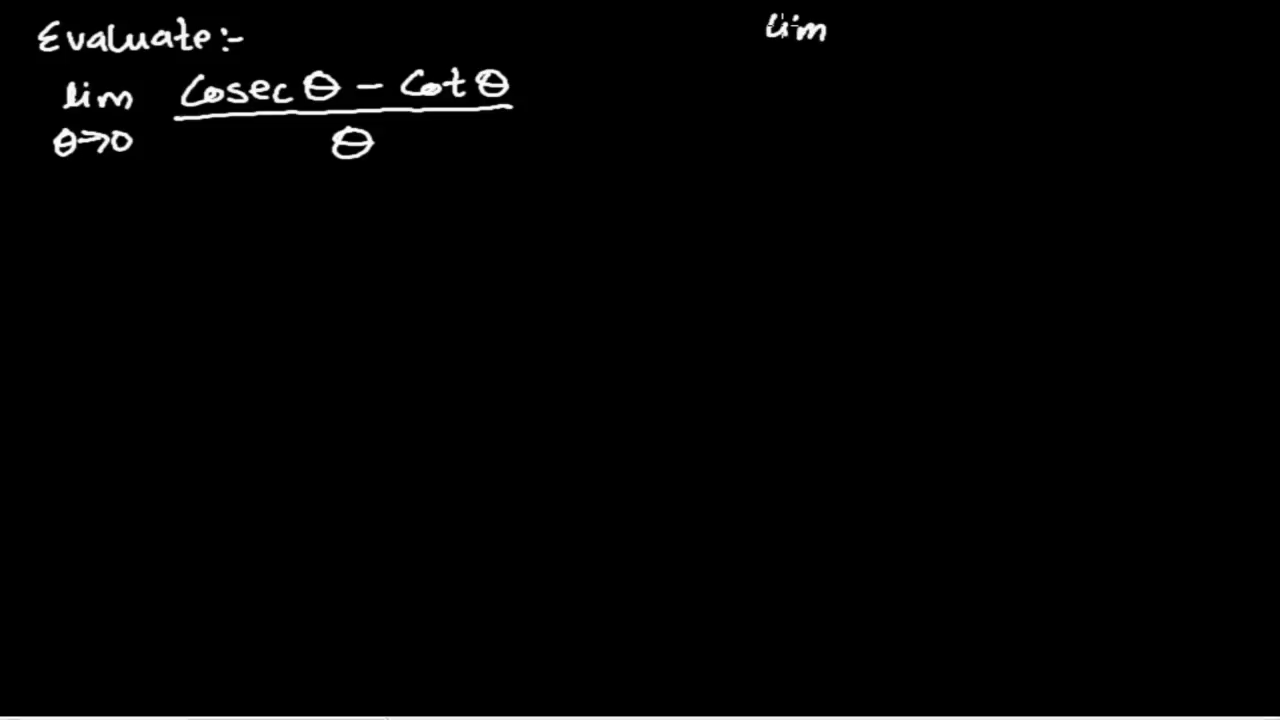 Evaluate:-
lim Cosec θ - Cot θ
θ→0 θ
lim